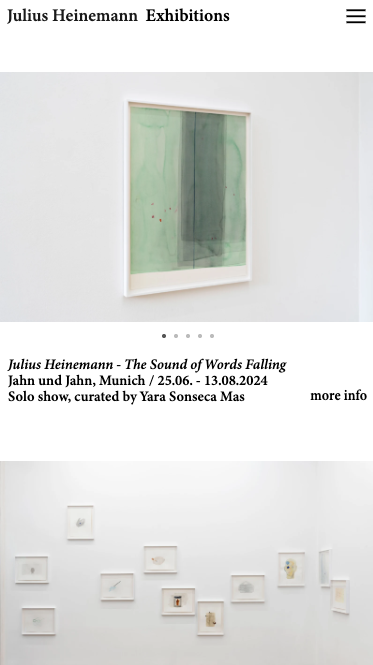 Julius Heinemann Exhibitions
Julius Heinemann - The Sound of Words Falling
Jahn und Jahn, Munich / 25.06. - 13.08.2024
Solo show, curated by Yara Sonseca Mas
more info